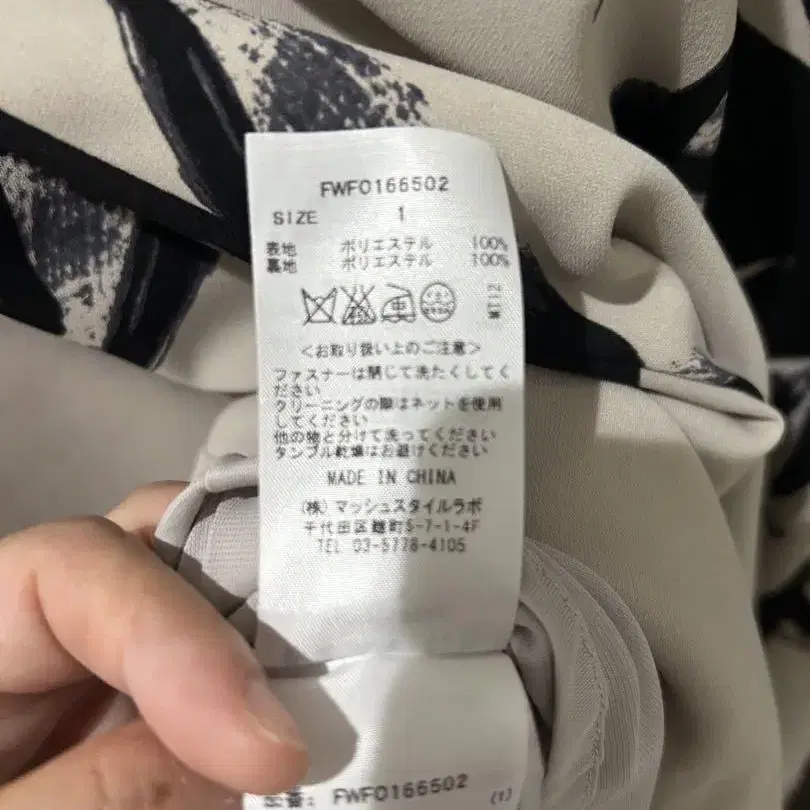 FWF0166502
SIZE 1
表地 ポリエステル 100%
裏地 ポリエステル 100%
MT12
<お取り扱い上のご注意>
ファスナーは閉じて洗たくしてく
ださい
クリーニングの際はネットを使用
してください
他の物と分けて洗ってください
タンブル乾燥はお避けください
MADE IN CHINA
(株)マッシュスタイルラボ
千代田区麹町5-7-1-4F
TEL 03-5778-4105
品番: FWF0166502
(1)